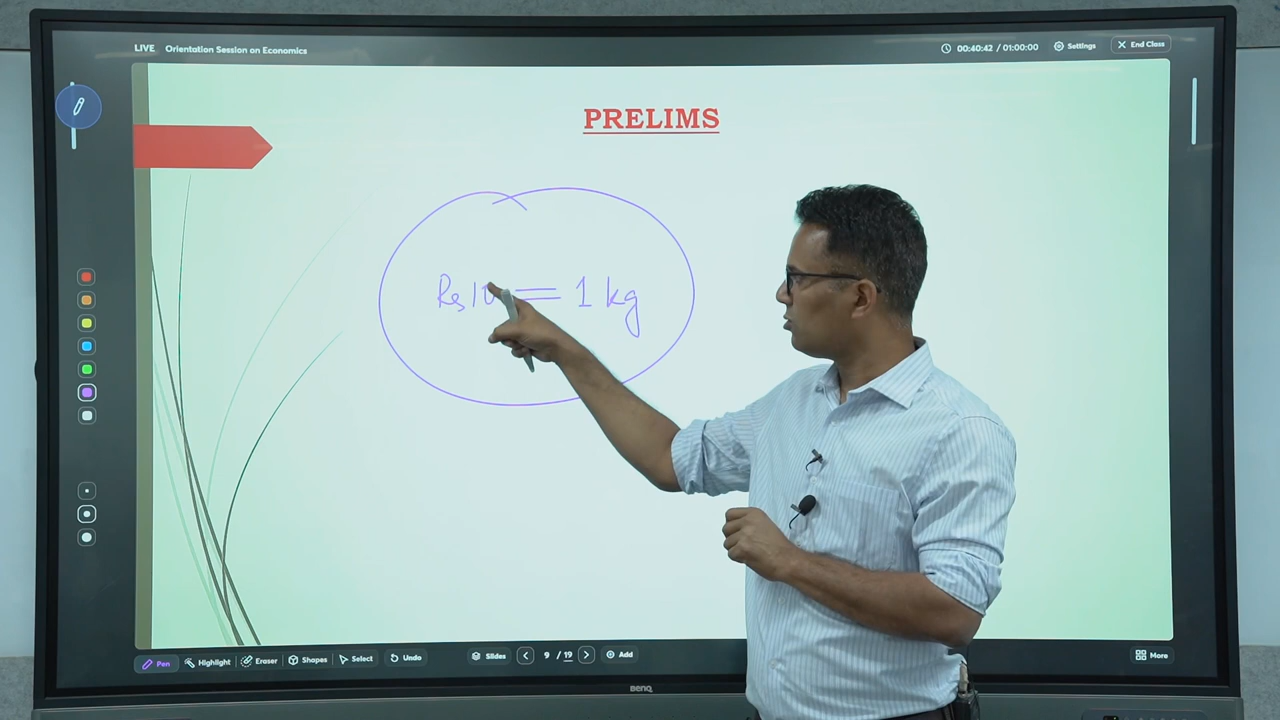 LIVE Orientation Session on Economics
00:40:42 / 01:00:00 Settings X End Class
PRELIMS
Rs 10 = 1 kg
Pen Highlight Eraser Shapes Select Undo Slides < 9 / 19 > Add More
BenQ